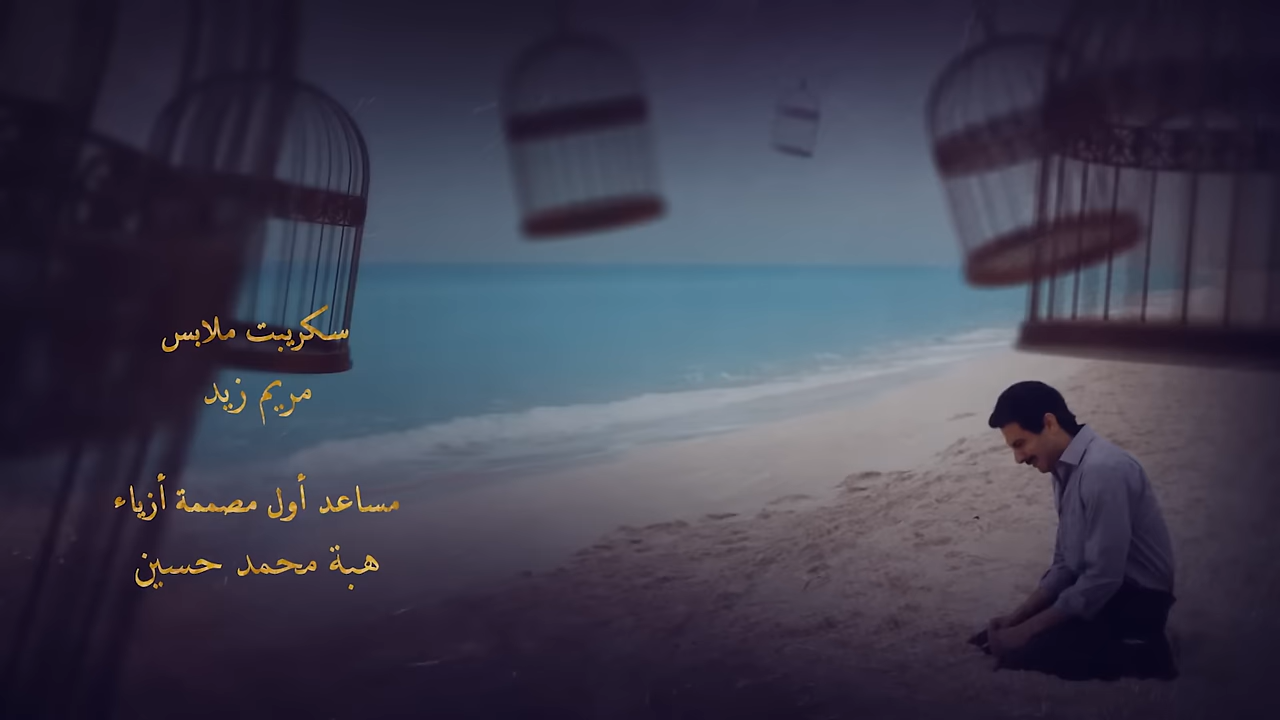 سكريبت ملابس
مريم زيد
مساعد أول مصممة أزياء
هبة محمد حسين